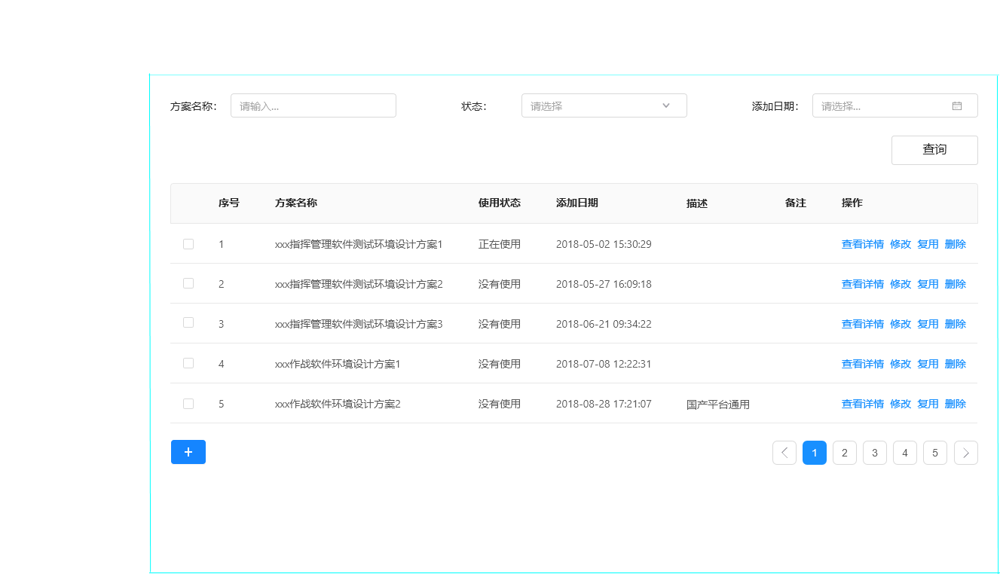 方案名称： 请输入... 状态： 请选择 添加日期： 请选择...
查询
序号 方案名称 使用状态 添加日期 描述 备注 操作
1 xxx指挥管理软件测试环境设计方案1 正在使用 2018-05-02 15:30:29 查看详情 修改 复用 删除
2 xxx指挥管理软件测试环境设计方案2 没有使用 2018-05-27 16:09:18 查看详情 修改 复用 删除
3 xxx指挥管理软件测试环境设计方案3 没有使用 2018-06-21 09:34:22 查看详情 修改 复用 删除
4 xxx作战软件环境设计方案1 没有使用 2018-07-08 12:22:31 查看详情 修改 复用 删除
5 xxx作战软件环境设计方案2 没有使用 2018-08-28 17:21:07 国产平台通用 查看详情 修改 复用 删除
+ 1 2 3 4 5